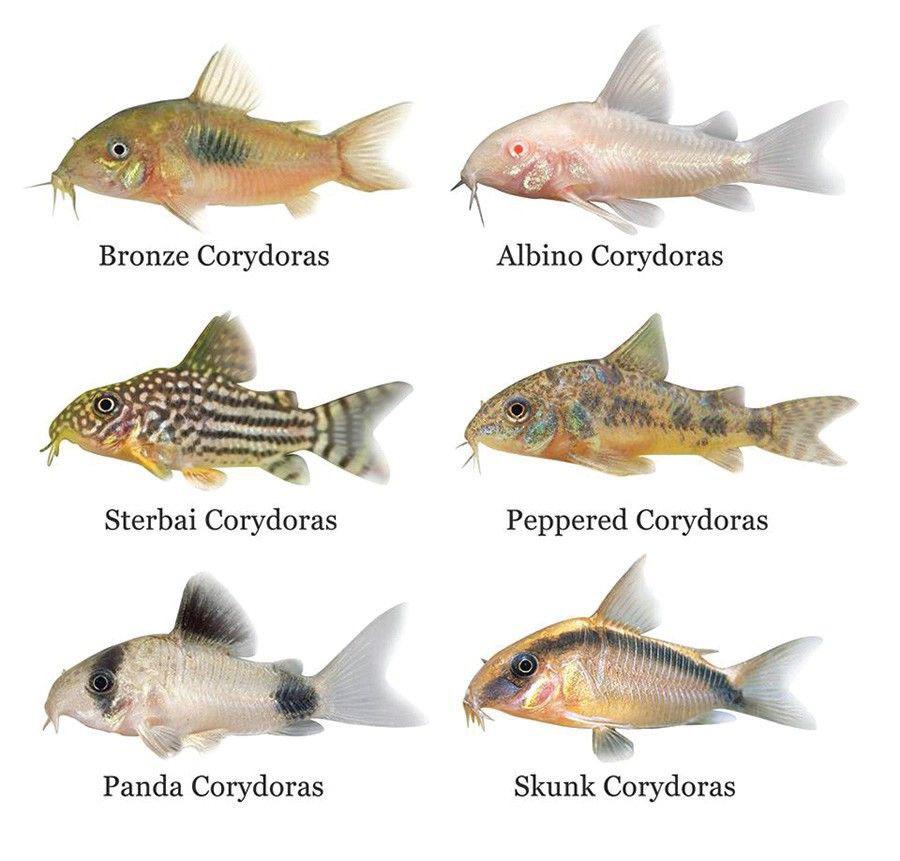 Bronze Corydoras
Albino Corydoras
Sterbai Corydoras
Peppered Corydoras
Panda Corydoras
Skunk Corydoras